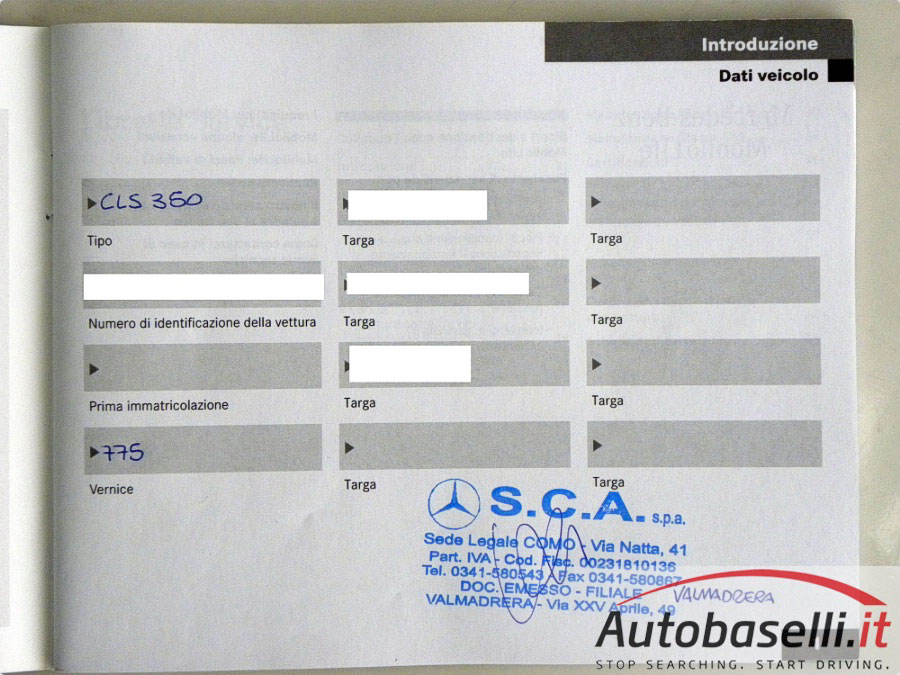 Introduzione
Dati veicolo
CLS 350
Tipo
Targa
Targa
Numero di identificazione della vettura
Targa
Targa
Prima immatricolazione
Targa
Targa
775
Vernice
Targa
Targa
S.C.A. s.p.a.
Sede Legale COMO - Via Natta, 41
Part. IVA - Cod. Fisc. 00231810136
Tel. 0341-580543 - Fax 0341-580867
DOC. EMESSO - FILIALE VALMADRERA
VALMADRERA - Via XXV Aprile, 49
Autobaselli.it
STOP SEARCHING. START DRIVING.